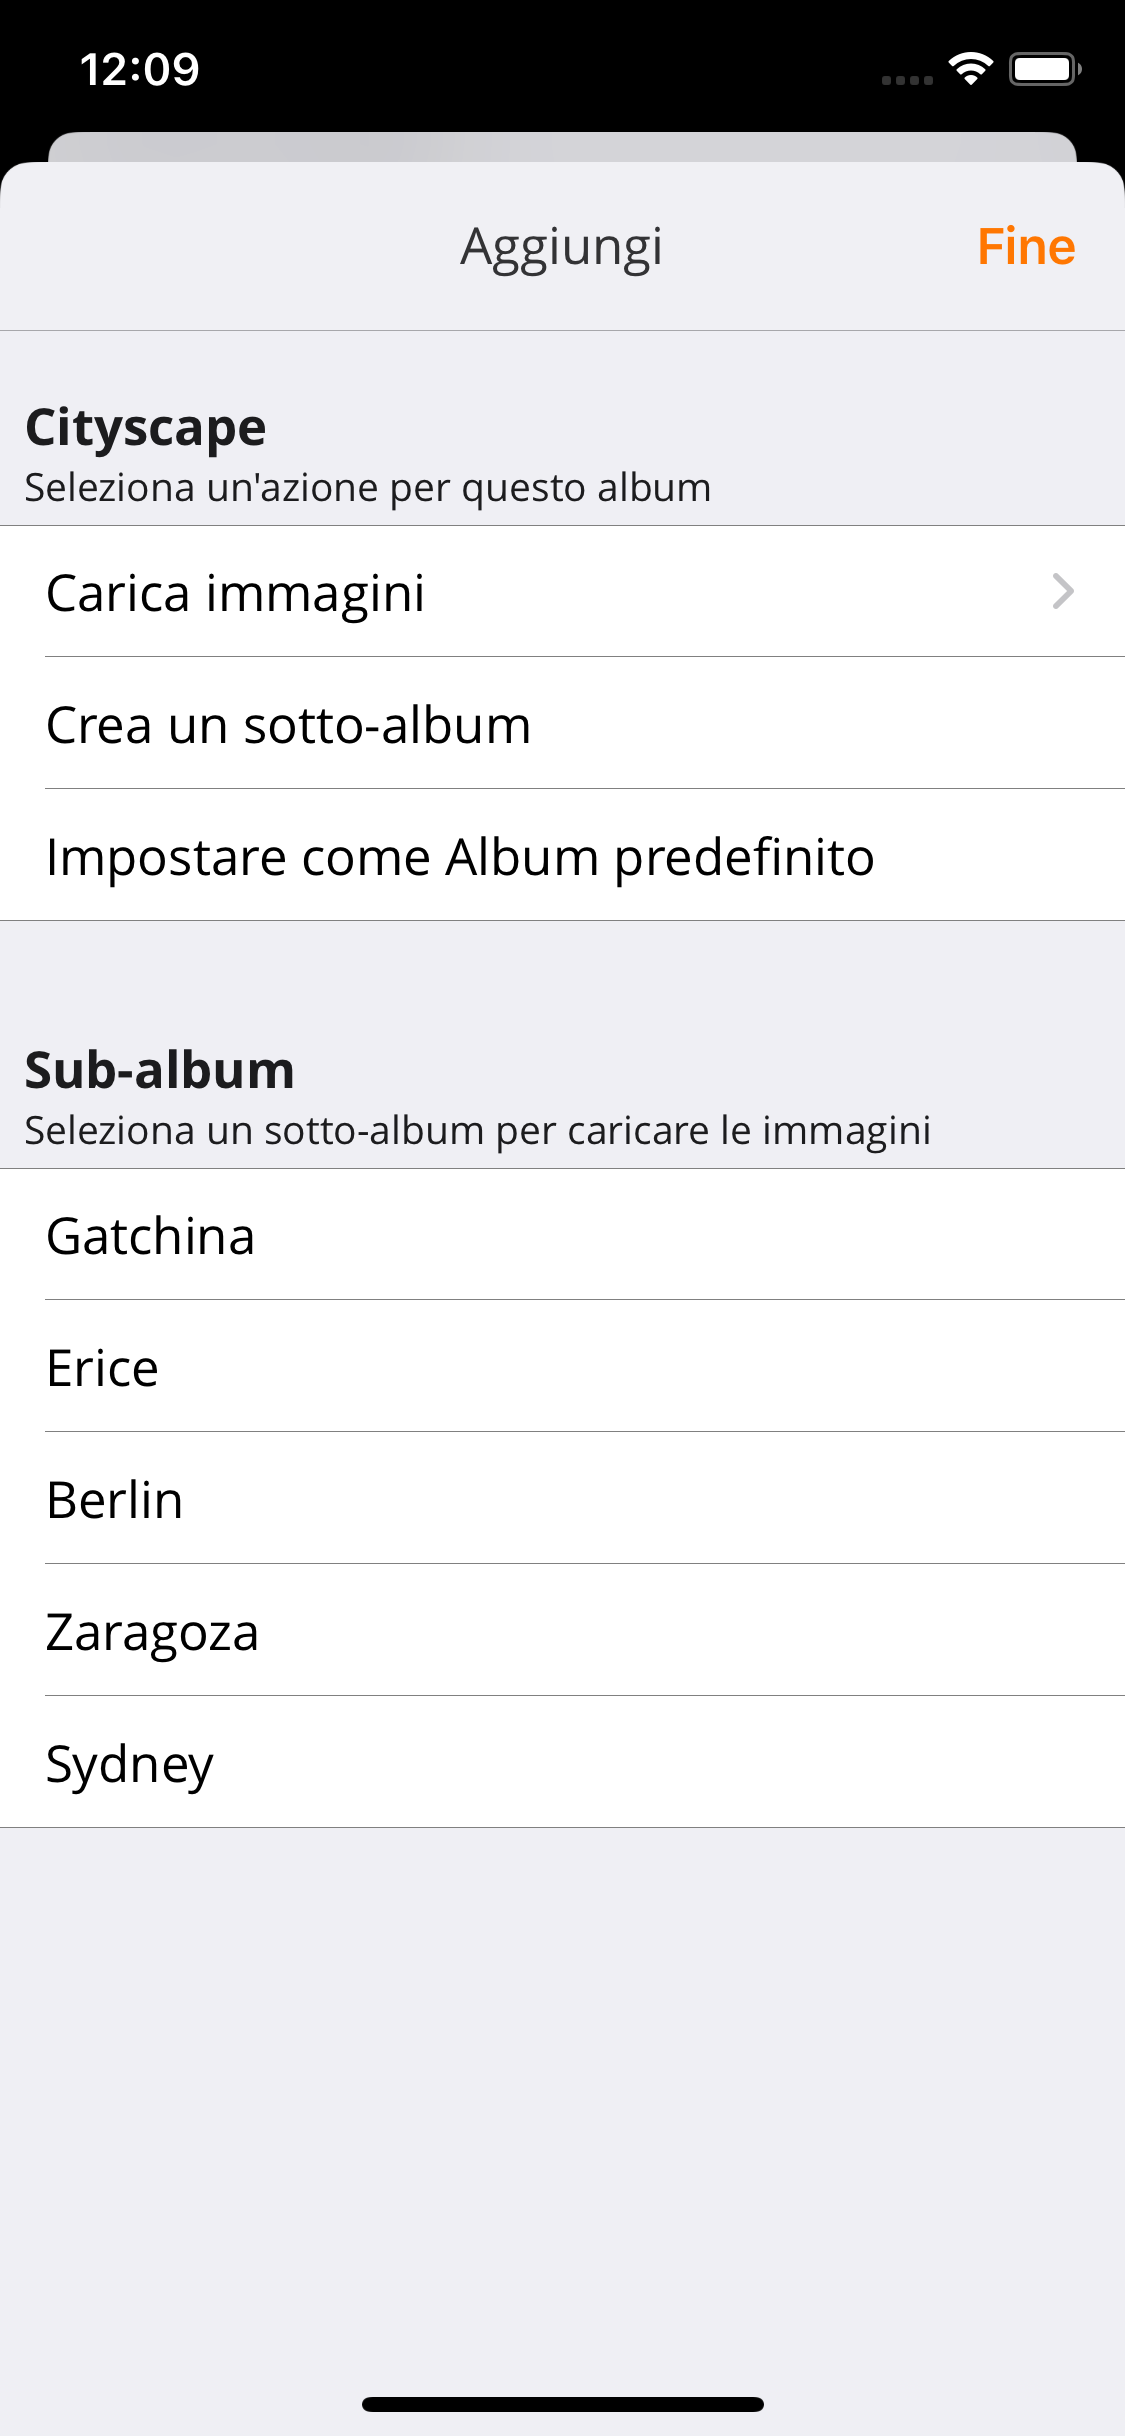 12:09
Aggiungi
Fine
Cityscape
Seleziona un'azione per questo album
Carica immagini
Crea un sotto-album
Impostare come Album predefinito
Sub-album
Seleziona un sotto-album per caricare le immagini
Gatchina
Erice
Berlin
Zaragoza
Sydney